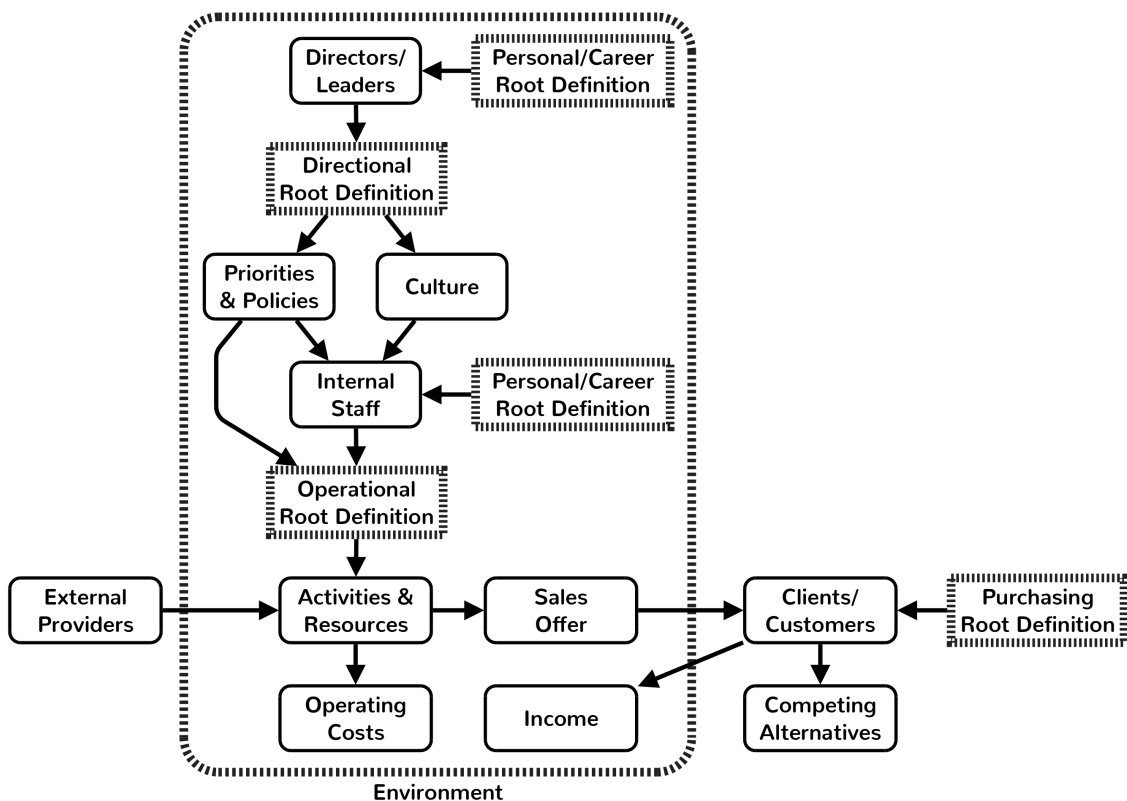 Directors/
Leaders
Personal/Career
Root Definition
Directional
Root Definition
Priorities
& Policies
Culture
Internal
Staff
Personal/Career
Root Definition
Operational
Root Definition
External
Providers
Activities &
Resources
Sales
Offer
Clients/
Customers
Purchasing
Root Definition
Operating
Costs
Income
Competing
Alternatives
Environment